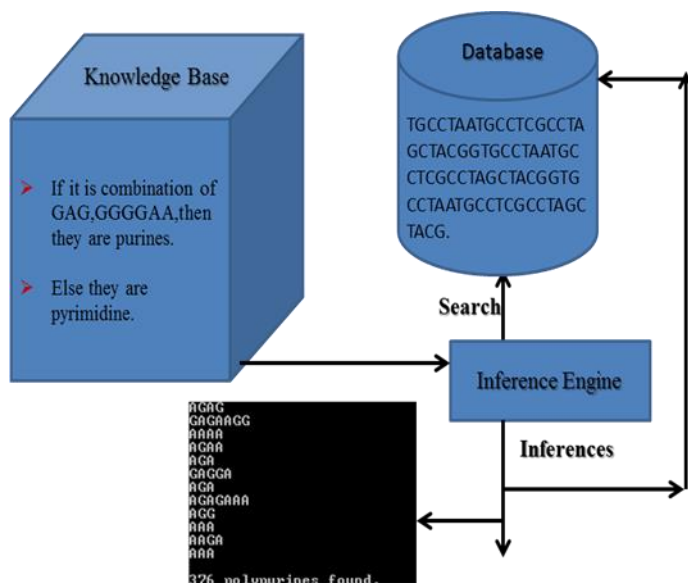 Knowledge Base
If it is combination of
GAG,GGGGAA,then
they are purines.
Else they are
pyrimidine.
Database
TGCCTAATGCCTCGCCTA
GCTACGGTGCCTAATGC
CTCGCCTAGCTACGGTG
CCTAATGCCTCGCCTAGC
TACG.
Search
Inference Engine
Inferences
AGAG
GAGAAGG
AAAA
AGAA
AGA
GAGGA
AGA
AGAGAAA
AGG
AAA
AAGA
AAA
376 polypurines found.